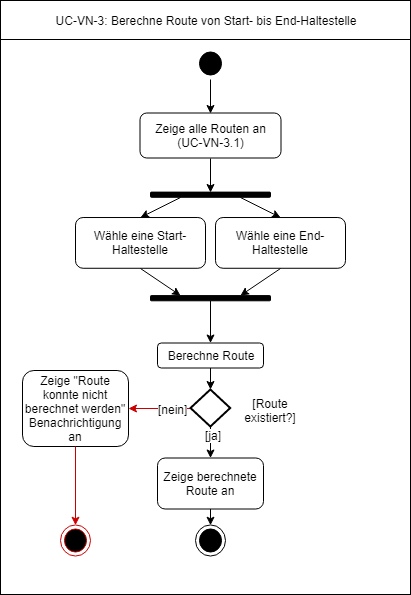 UC-VN-3: Berechne Route von Start- bis End-Haltestelle
Zeige alle Routen an
(UC-VN-3.1)
Wähle eine Start-
Haltestelle
Wähle eine End-
Haltestelle
Berechne Route
Zeige "Route
konnte nicht
berechnet werden"
Benachrichtigung
an
[nein]
[Route
existiert?]
[ja]
Zeige berechnete
Route an